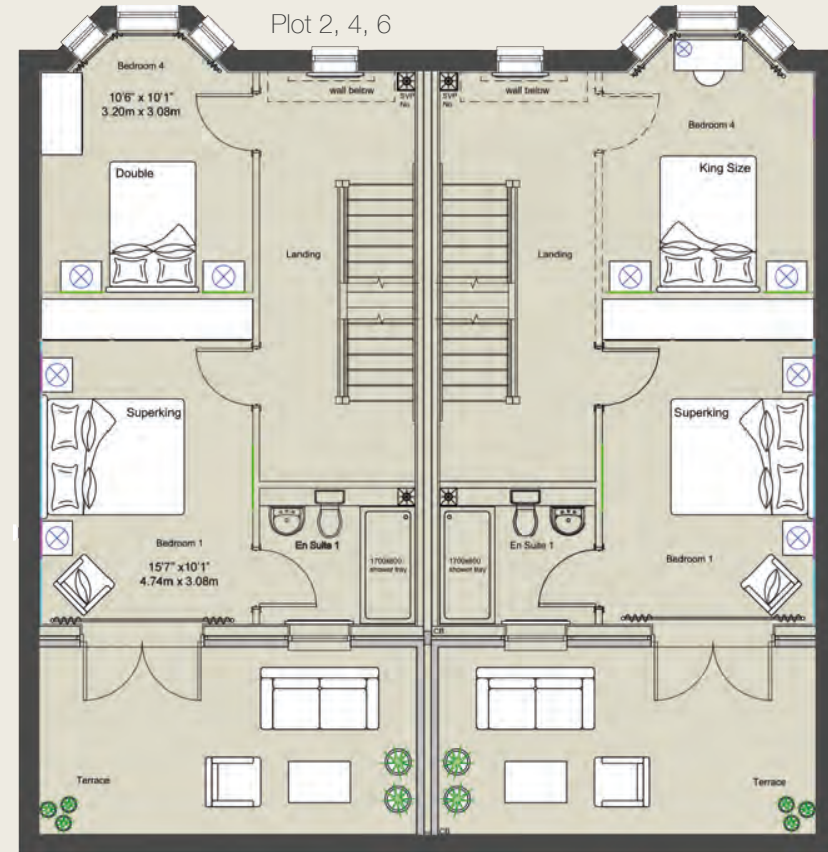 Plot 2, 4, 6
Bedroom 4
10'6" x 10'1"
3.20m x 3.08m
Double
wall below
SVP
No.
Landing
Superking
Bedroom 1
15'7" x10'1"
4.74m x 3.08m
En Suite 1
1700x800
shower tray
Terrace
SVP
No.
wall below
Bedroom 4
King Size
Landing
Superking
En Suite 1
1700x800
shower tray
Bedroom 1
CB
Terrace
CB